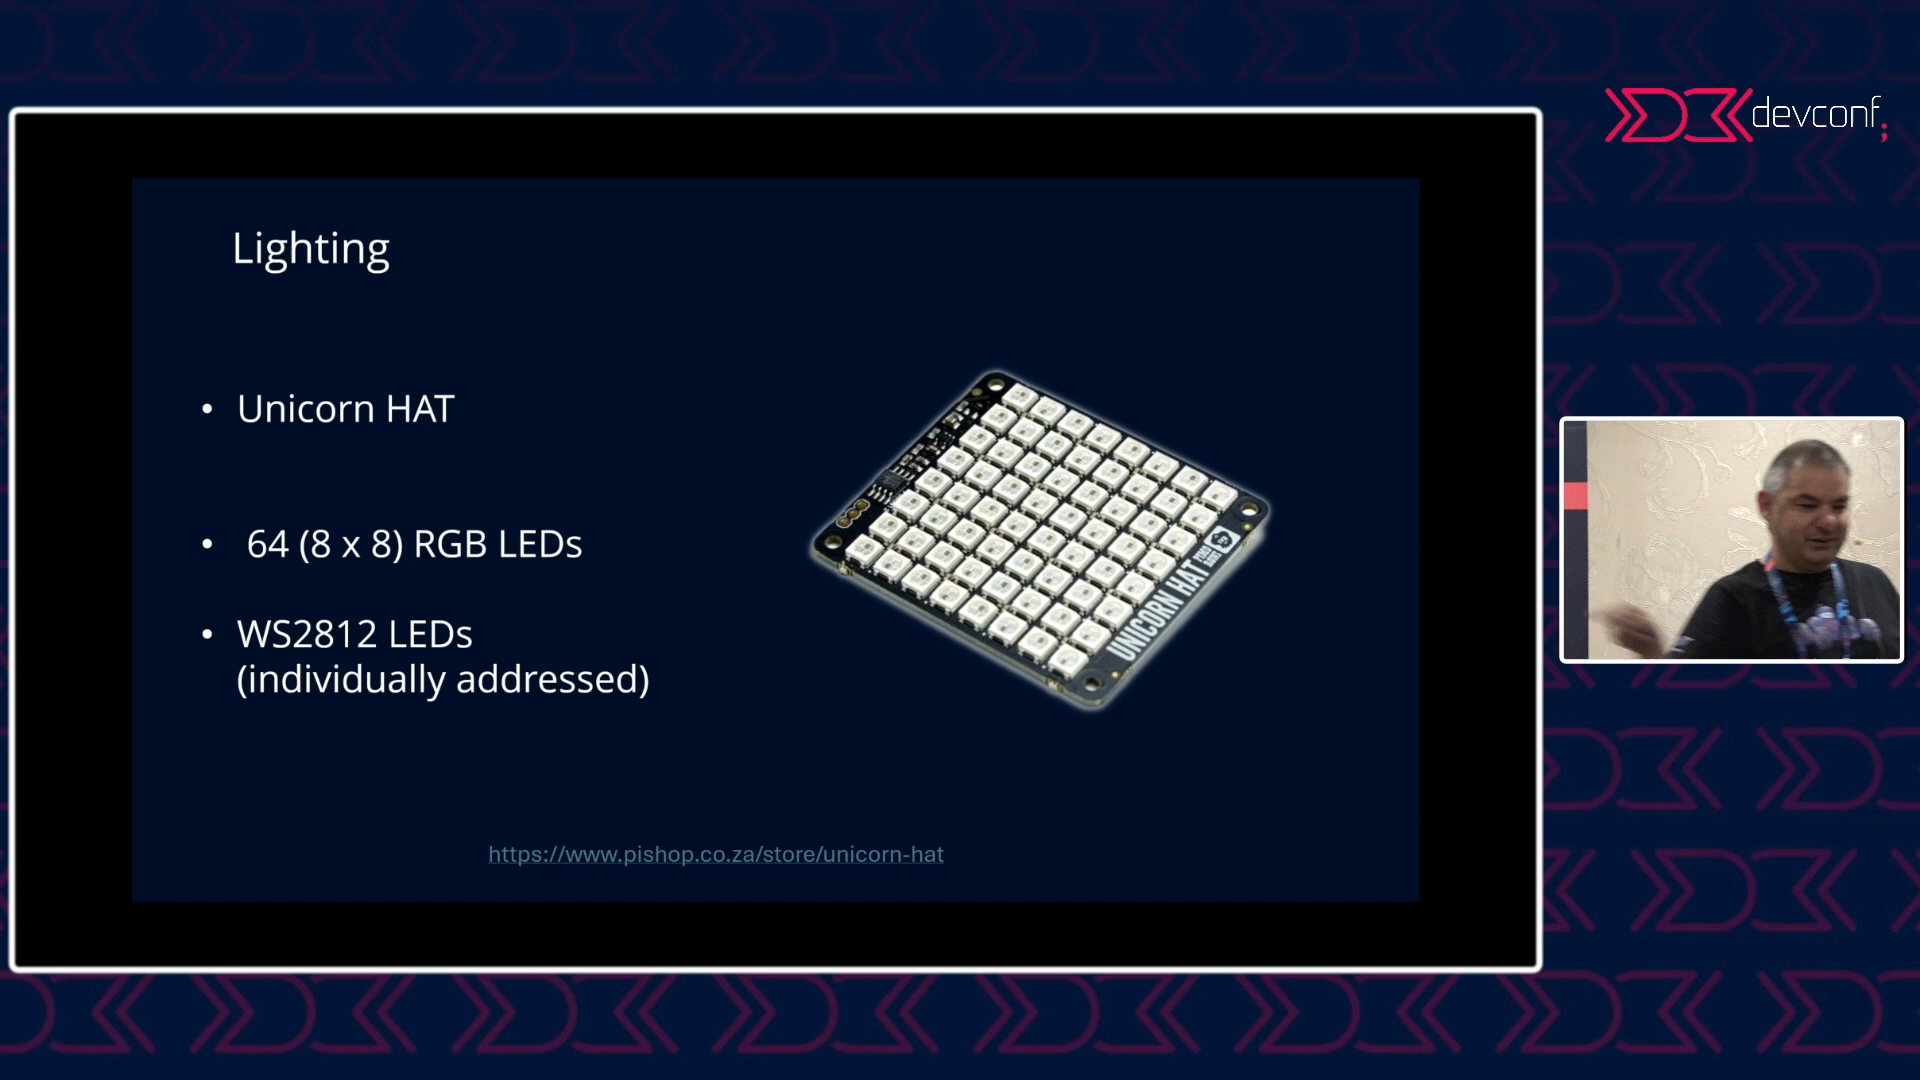 devconf;
Lighting
• Unicorn HAT
• 64 (8 x 8) RGB LEDs
• WS2812 LEDs
(individually addressed)
UNICORN HAT
https://www.pishop.co.za/store/unicorn-hat